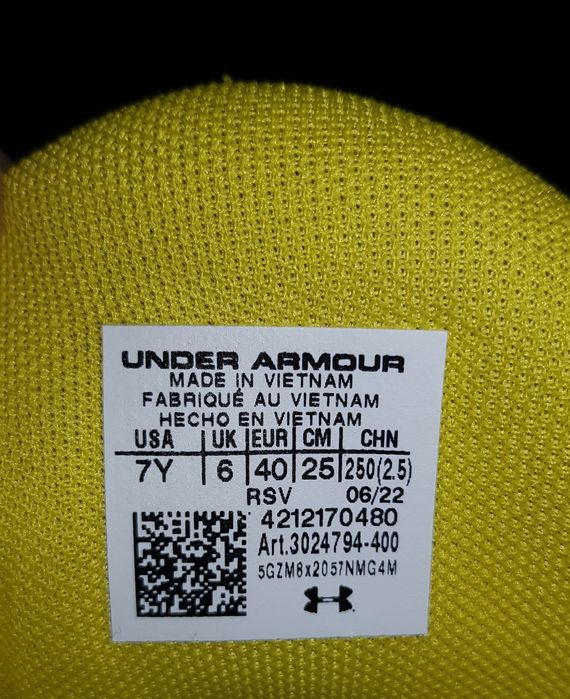 UNDER ARMOUR
MADE IN VIETNAM
FABRIQUÉ AU VIETNAM
HECHO EN VIETNAM
USA UK EUR CM CHN
7Y 6 40 25 250(2.5)
RSV 06/22
4212170480
Art.3024794-400
5GZM8x2057NMG4M